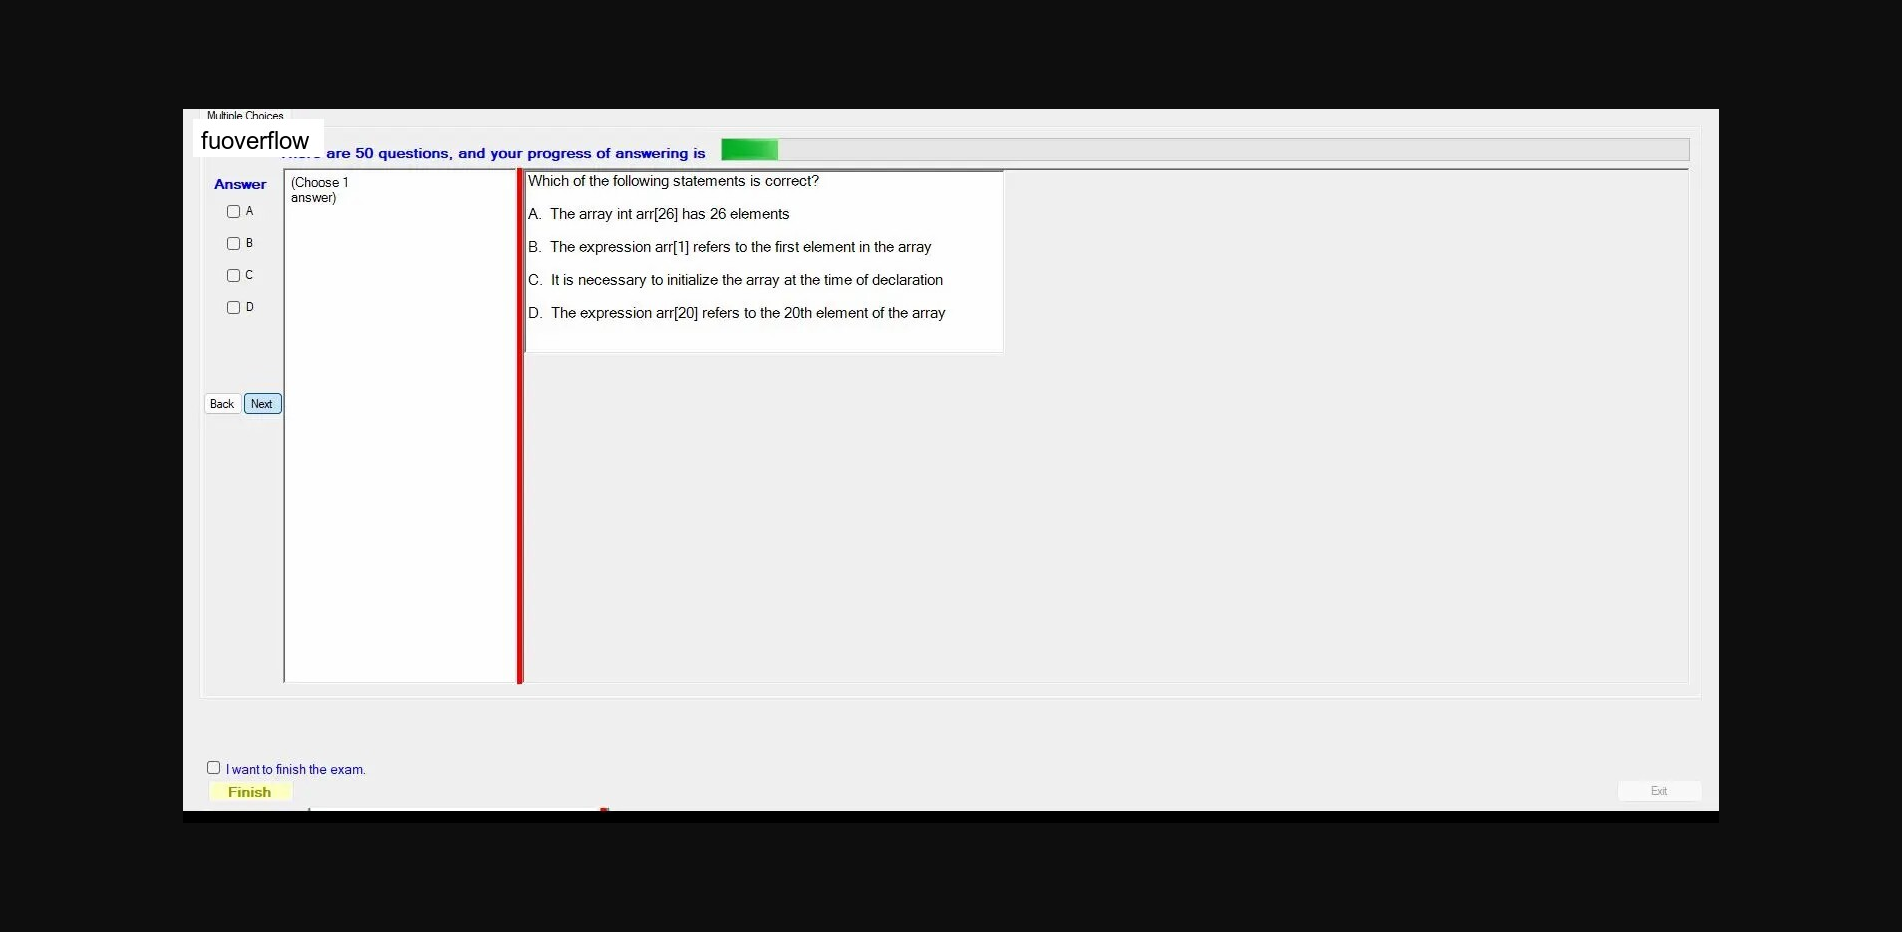 Multiple Choices
fuoverflow
are 50 questions, and your progress of answering is
Answer
(Choose 1
answer)
A
B
C
D
Back Next
Which of the following statements is correct?
A. The array int arr[26] has 26 elements
B. The expression arr[1] refers to the first element in the array
C. It is necessary to initialize the array at the time of declaration
D. The expression arr[20] refers to the 20th element of the array
I want to finish the exam.
Finish
Exit